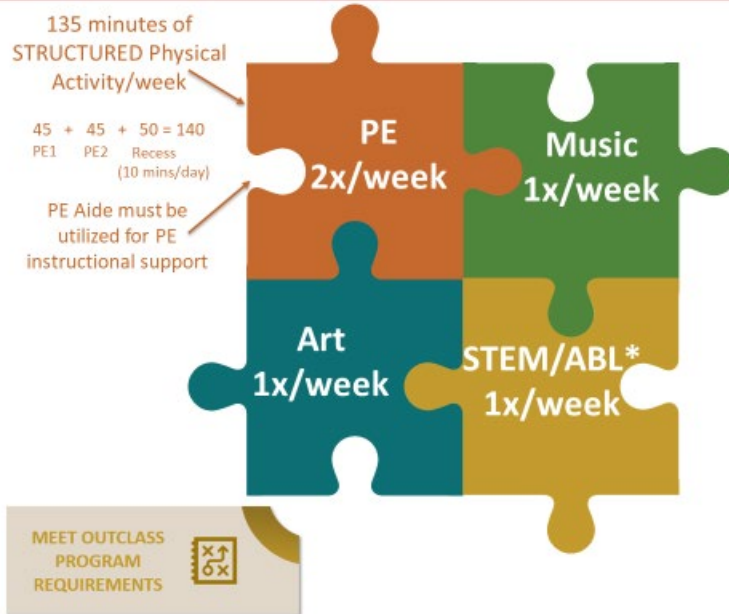 135 minutes of
STRUCTURED Physical
Activity/week
45 + 45 + 50 = 140
PE1 PE2 Recess
(10 mins/day)
PE Aide must be
utilized for PE
instructional support
PE
2x/week
Music
1x/week
Art
1x/week
STEM/ABL*
1x/week
MEET OUTCLASS
PROGRAM
REQUIREMENTS